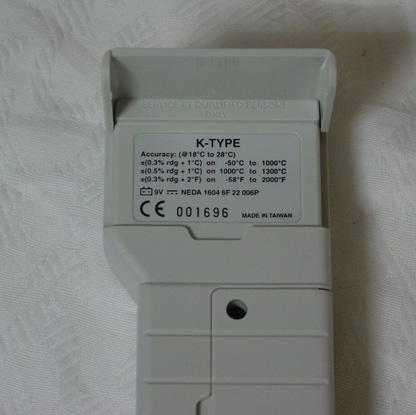 SERVICE BY QUALIFIED PERSONS
ONLY
K-TYPE
Accuracy: (@18°C to 28°C)
±(0.3% rdg + 1°C) on -50°C to 1000°C
±(0.5% rdg + 1°C) on 1000°C to 1300°C
±(0.3% rdg + 2°F) on -58°F to 2000°F
9V NEDA 1604 6F 22 006P
CE 001696 MADE IN TAIWAN